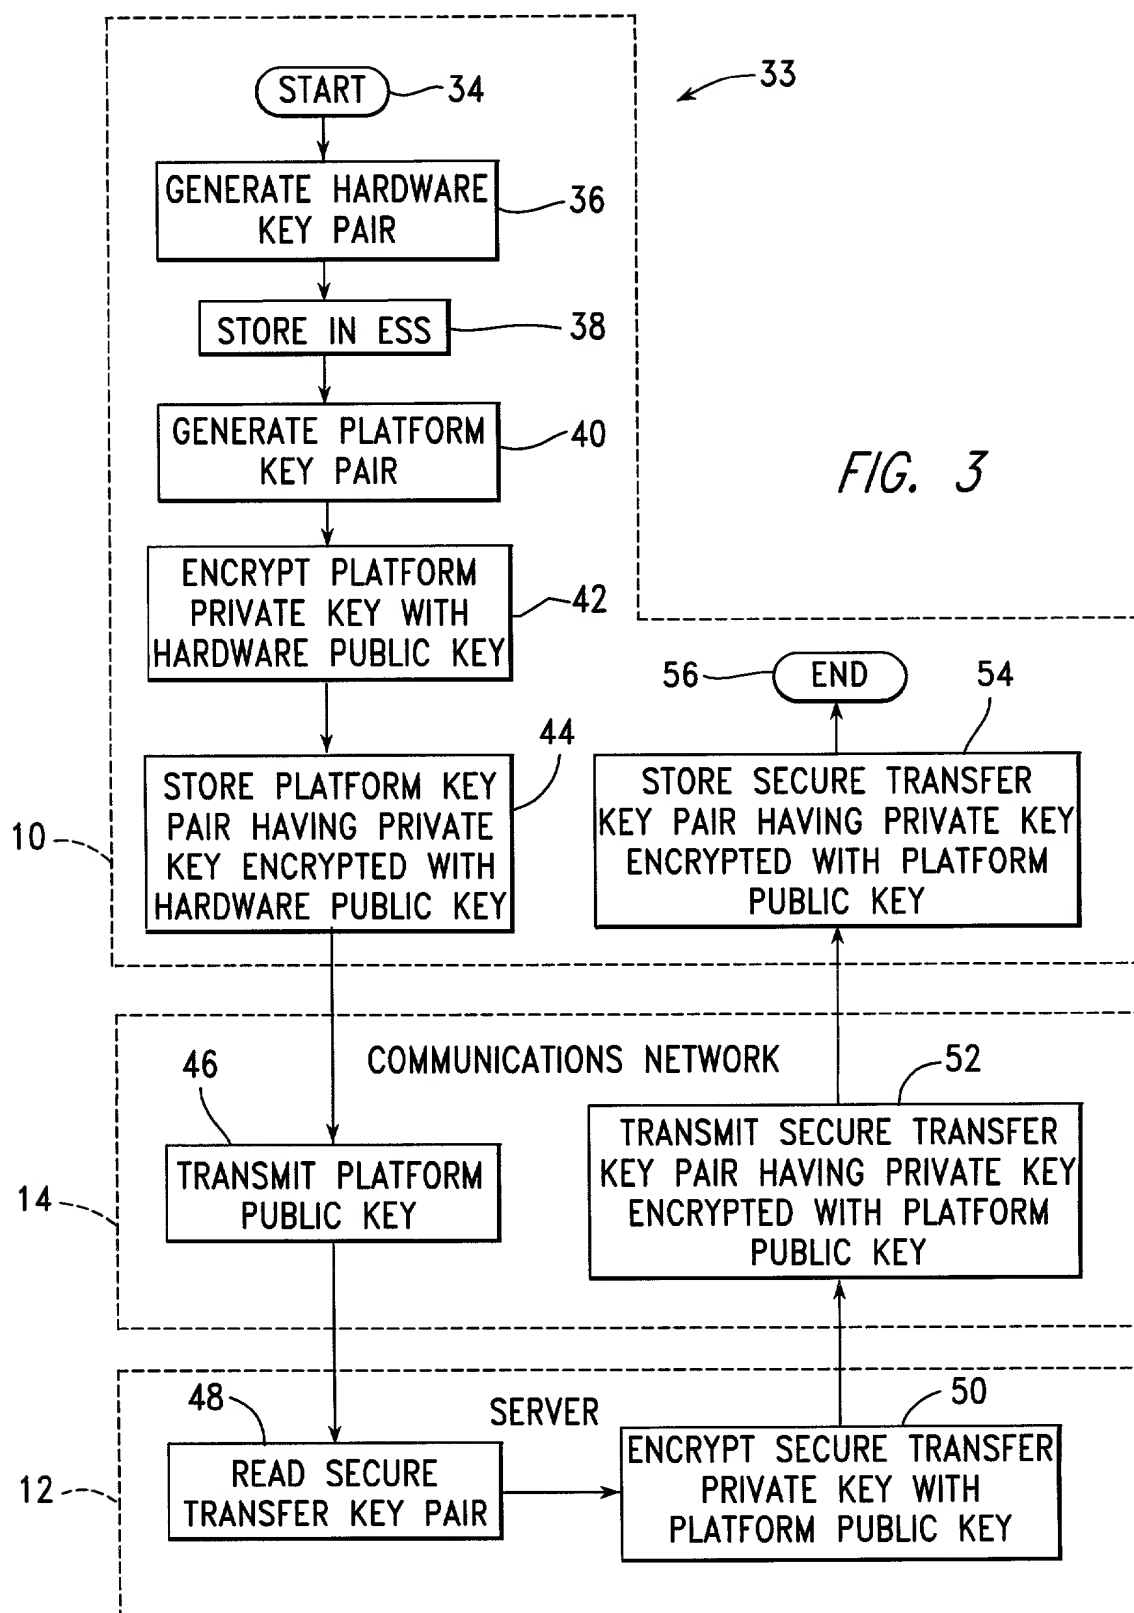 START
34
33
GENERATE HARDWARE
KEY PAIR
36
STORE IN ESS
38
GENERATE PLATFORM
KEY PAIR
40
FIG. 3
ENCRYPT PLATFORM
PRIVATE KEY WITH
HARDWARE PUBLIC KEY
42
STORE PLATFORM KEY
PAIR HAVING PRIVATE
KEY ENCRYPTED WITH
HARDWARE PUBLIC KEY
44
10
COMMUNICATIONS NETWORK
46
TRANSMIT PLATFORM
PUBLIC KEY
14
SERVER
48
READ SECURE
TRANSFER KEY PAIR
12
50
ENCRYPT SECURE TRANSFER
PRIVATE KEY WITH
PLATFORM PUBLIC KEY
52
TRANSMIT SECURE TRANSFER
KEY PAIR HAVING PRIVATE KEY
ENCRYPTED WITH PLATFORM
PUBLIC KEY
54
STORE SECURE TRANSFER
KEY PAIR HAVING PRIVATE KEY
ENCRYPTED WITH PLATFORM
PUBLIC KEY
56
END